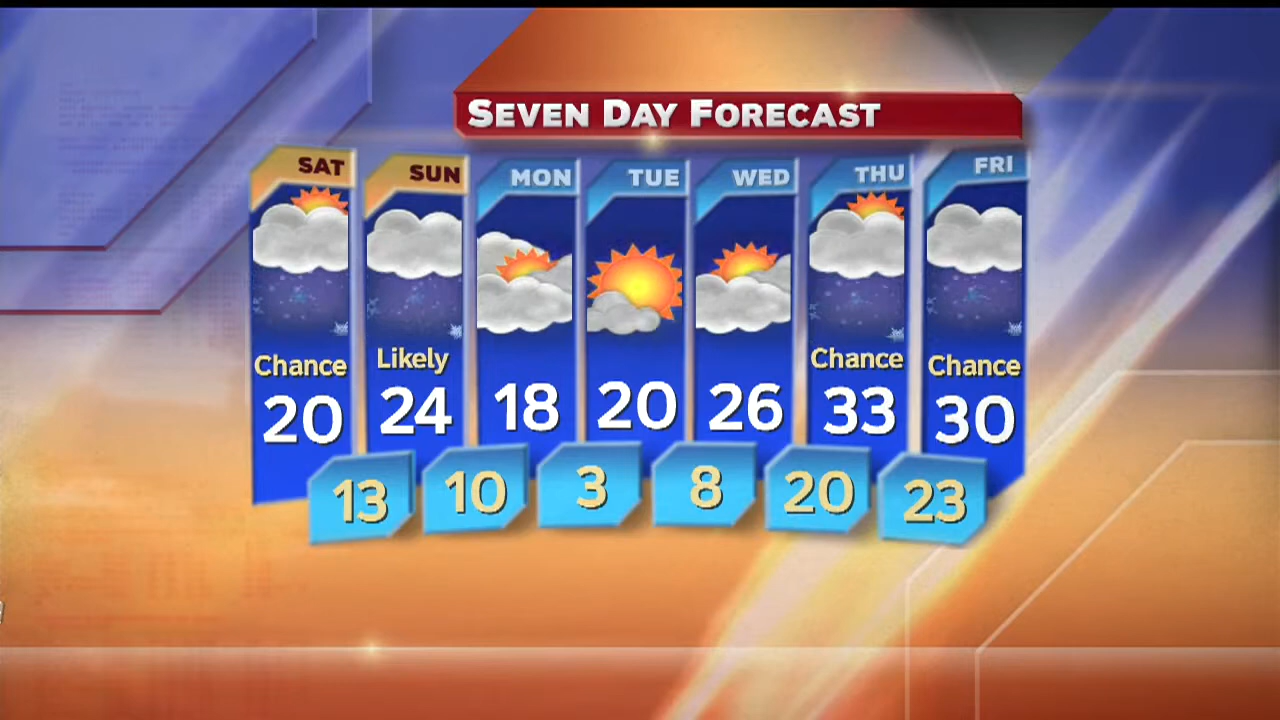 SEVEN DAY FORECAST
SAT SUN MON TUE WED THU FRI
Chance Likely Chance Chance
20 24 18 20 26 33 30
13 10 3 8 20 23